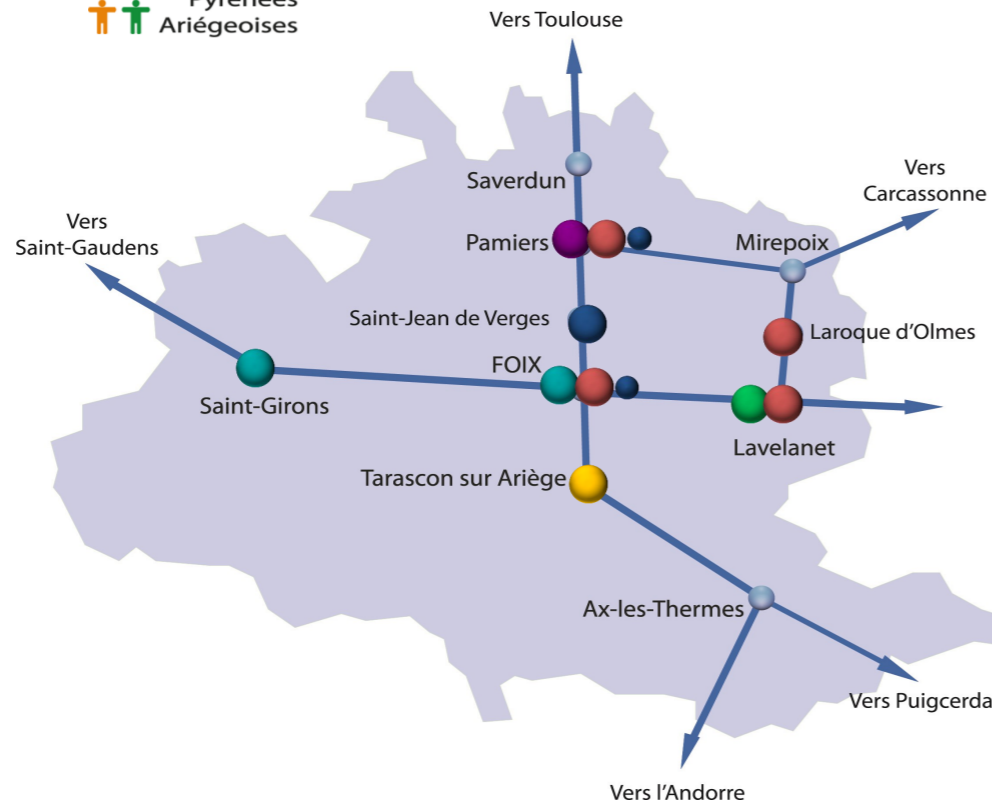 Pyrénées
Ariégeoises
Vers Toulouse
Saverdun
Vers
Carcassonne
Vers
Saint-Gaudens
Pamiers
Mirepoix
Saint-Jean de Verges
Laroque d'Olmes
FOIX
Saint-Girons
Lavelanet
Tarascon sur Ariège
Ax-les-Thermes
Vers Puigcerda
Vers l'Andorre